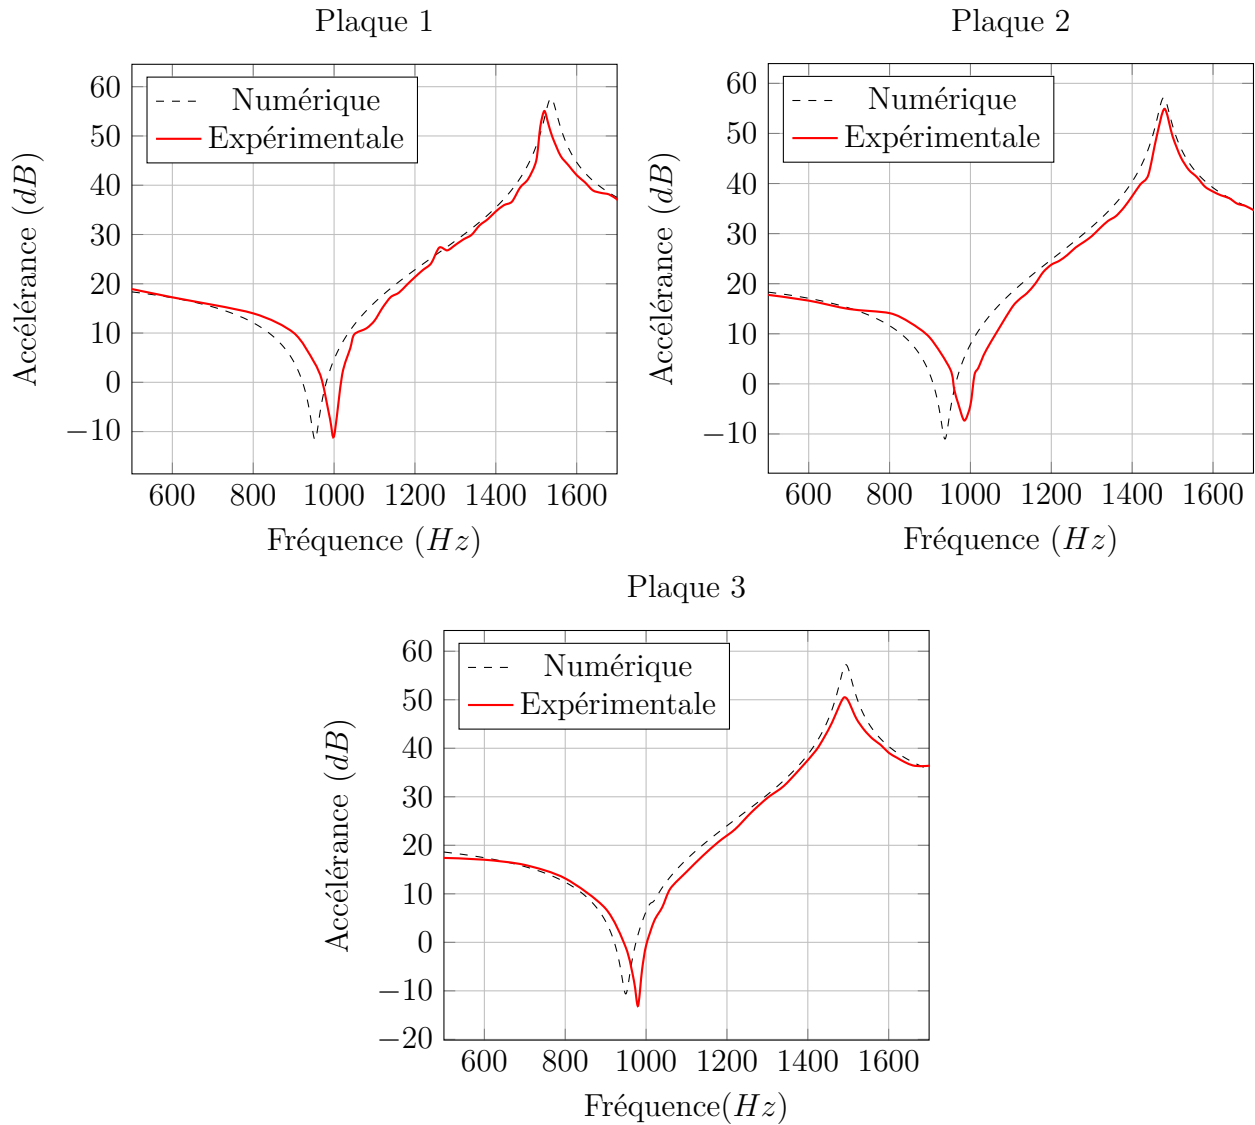 Plaque 1
Accélérance (dB)
60
50
40
30
20
10
0
−10
Numérique
Expérimentale
600 800 1000 1200 1400 1600
Fréquence (Hz)
Plaque 2
Accélérance (dB)
60
50
40
30
20
10
0
−10
Numérique
Expérimentale
600 800 1000 1200 1400 1600
Fréquence (Hz)
Plaque 3
Accélérance (dB)
60
50
40
30
20
10
0
−10
−20
Numérique
Expérimentale
600 800 1000 1200 1400 1600
Fréquence(Hz)